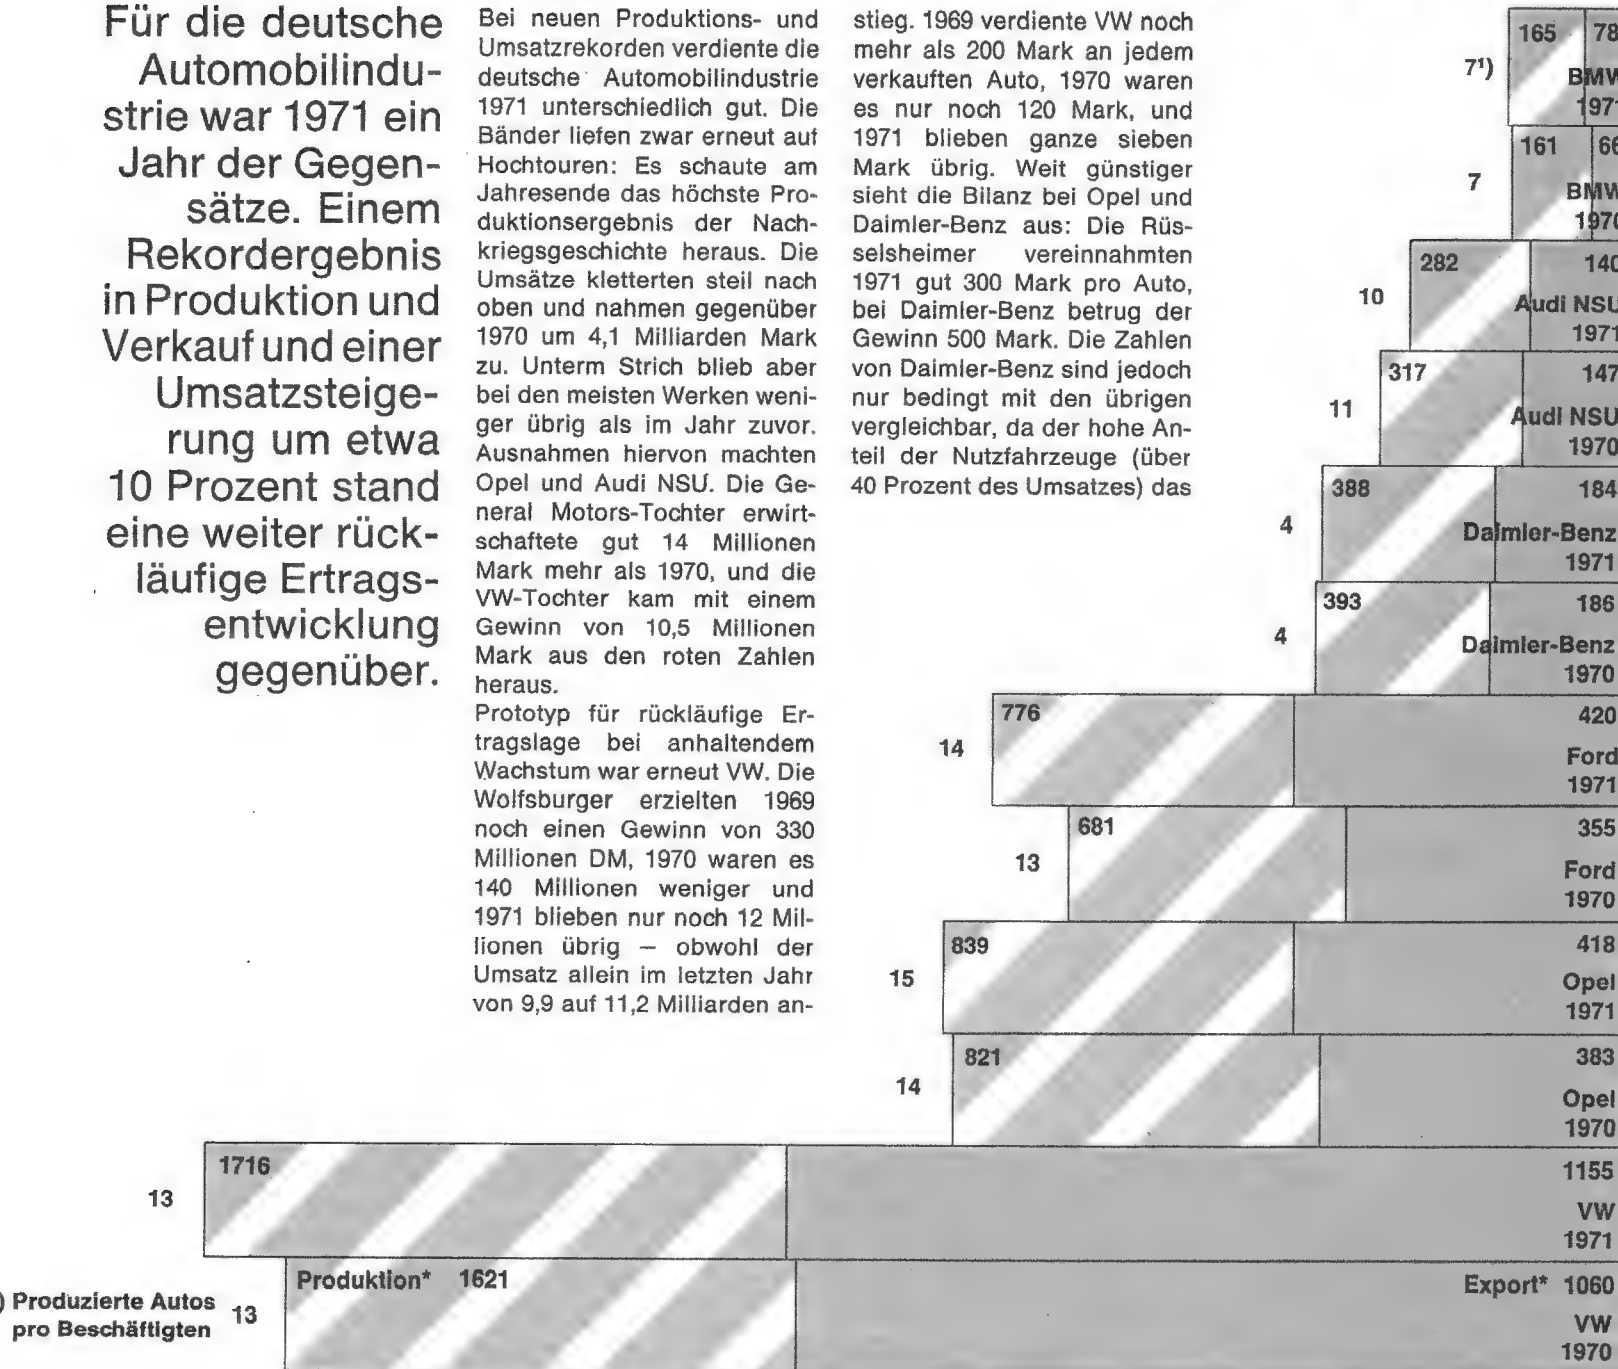 Für die deutsche
Automobilindu-
strie war 1971 ein
Jahr der Gegen-
sätze. Einem
Rekordergebnis
in Produktion und
Verkauf und einer
Umsatzsteige-
rung um etwa
10 Prozent stand
eine weiter rück-
läufige Ertrags-
entwicklung
gegenüber.
Bei neuen Produktions- und
Umsatzrekorden verdiente die
deutsche Automobilindustrie
1971 unterschiedlich gut. Die
Bänder liefen zwar erneut auf
Hochtouren: Es schaute am
Jahresende das höchste Pro-
duktionsergebnis der Nach-
kriegsgeschichte heraus. Die
Umsätze kletterten steil nach
oben und nahmen gegenüber
1970 um 4,1 Milliarden Mark
zu. Unterm Strich blieb aber
bei den meisten Werken weni-
ger übrig als im Jahr zuvor.
Ausnahmen hiervon machten
Opel und Audi NSU. Die Ge-
neral Motors-Tochter erwirt-
schaftete gut 14 Millionen
Mark mehr als 1970, und die
VW-Tochter kam mit einem
Gewinn von 10,5 Millionen
Mark aus den roten Zahlen
heraus.
Prototyp für rückläufige Er-
tragslage bei anhaltendem
Wachstum war erneut VW. Die
Wolfsburger erzielten 1969
noch einen Gewinn von 330
Millionen DM, 1970 waren es
140 Millionen weniger und
1971 blieben nur noch 12 Mil-
lionen übrig — obwohl der
Umsatz allein im letzten Jahr
von 9,9 auf 11,2 Milliarden an-
stieg. 1969 verdiente VW noch
mehr als 200 Mark an jedem
verkauften Auto, 1970 waren
es nur noch 120 Mark, und
1971 blieben ganze sieben
Mark übrig. Weit günstiger
sieht die Bilanz bei Opel und
Daimler-Benz aus: Die Rüs-
selsheimer vereinnahmten
1971 gut 300 Mark pro Auto,
bei Daimler-Benz betrug der
Gewinn 500 Mark. Die Zahlen
von Daimler-Benz sind jedoch
nur bedingt mit den übrigen
vergleichbar, da der hohe An-
teil der Nutzfahrzeuge (über
40 Prozent des Umsatzes) das
165 78
7¹)
BMW
1971
161 66
7
BMW
1970
282 140
10
Audi NSU
1971
317 147
11
Audi NSU
1970
388 184
4
Daimler-Benz
1971
393 186
4
Daimler-Benz
1970
776 420
14
Ford
1971
681 355
13
Ford
1970
839 418
15
Opel
1971
821 383
14
Opel
1970
1716 1155
13
VW
1971
Produktion* 1621 Export* 1060
13
VW
1970
) Produzierte Autos
pro Beschäftigten